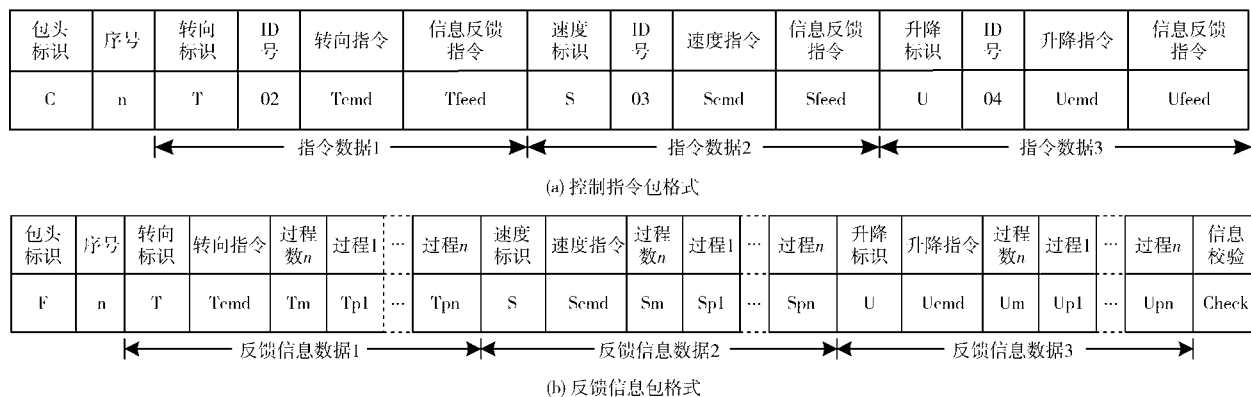 包头标识 序号 转向标识 ID号 转向指令 信息反馈指令 速度标识 ID号 速度指令 信息反馈指令 升降标识 ID号 升降指令 信息反馈指令
C n T 02 Tcmd Tfeed S 03 Scmd Sfeed U 04 Ucmd Ufeed
指令数据1 指令数据2 指令数据3
(a) 控制指令包格式
包头标识 序号 转向标识 转向指令 过程数n 过程1 … 过程n 速度标识 速度指令 过程数n 过程1 … 过程n 升降标识 升降指令 过程数n 过程1 … 过程n 信息校验
F n T Tcmd Tm Tp1 … Tpn S Scmd Sm Sp1 … Spn U Ucmd Um Up1 … Upn Check
反馈信息数据1 反馈信息数据2 反馈信息数据3
(b) 反馈信息包格式